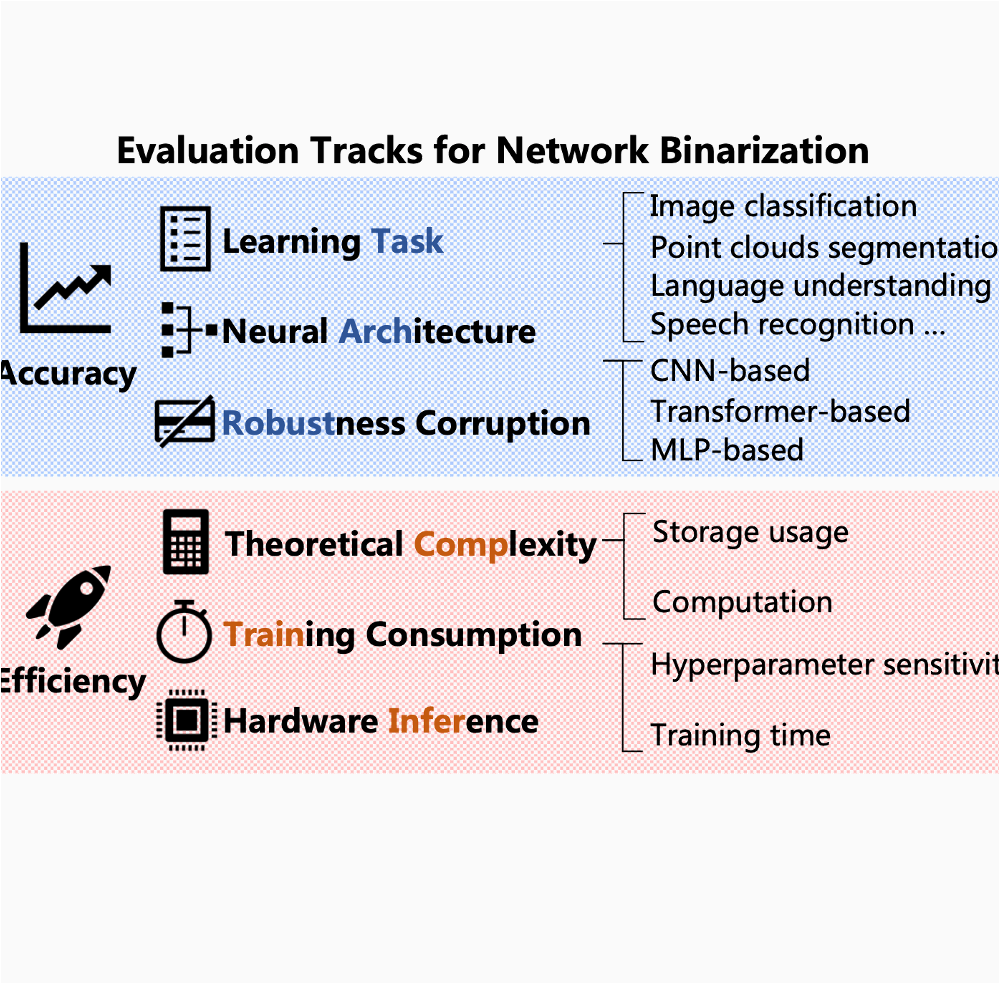 Evaluation Tracks for Network Binarization
Accuracy
Learning Task
Neural Architecture
Robustness Corruption
Image classification
Point clouds segmentatio
Language understanding
Speech recognition ...
CNN-based
Transformer-based
MLP-based
Efficiency
Theoretical Complexity
Training Consumption
Hardware Inference
Storage usage
Computation
Hyperparameter sensitivit
Training time